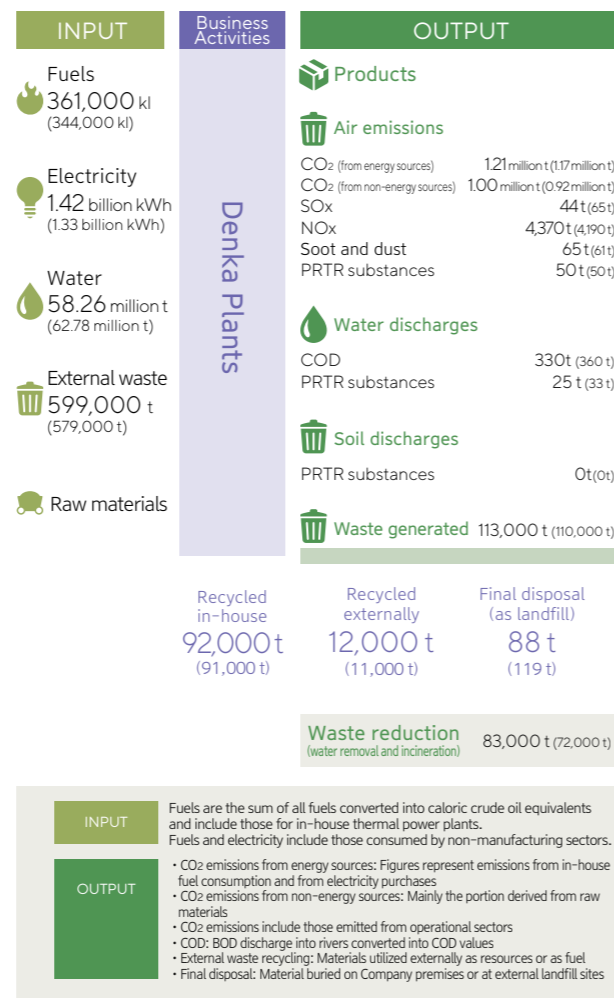 INPUT
Business
Activities
OUTPUT
Fuels
361,000 kl
(344,000 kl)
Electricity
1.42 billion kWh
(1.33 billion kWh)
Water
58.26 million t
(62.78 million t)
External waste
599,000 t
(579,000 t)
Raw materials
Denka Plants
Products
Air emissions
CO2 (from energy sources) 1.21 million t (1.17 million t)
CO2 (from non-energy sources) 1.00 million t (0.92 million t)
SOx 44 t (65 t)
NOx 4,370 t (4,190 t)
Soot and dust 65 t (61 t)
PRTR substances 50 t (50 t)
Water discharges
COD 330t (360 t)
PRTR substances 25 t (33 t)
Soil discharges
PRTR substances 0t (0t)
Waste generated 113,000 t (110,000 t)
Recycled
in-house
92,000 t
(91,000 t)
Recycled
externally
12,000 t
(11,000 t)
Final disposal
(as landfill)
88 t
(119 t)
Waste reduction
(water removal and incineration)
83,000 t (72,000 t)
INPUT
Fuels are the sum of all fuels converted into caloric crude oil equivalents
and include those for in-house thermal power plants.
Fuels and electricity include those consumed by non-manufacturing sectors.
OUTPUT
・CO2 emissions from energy sources: Figures represent emissions from in-house
fuel consumption and from electricity purchases
・CO2 emissions from non-energy sources: Mainly the portion derived from raw
materials
・CO2 emissions include those emitted from operational sectors
・COD: BOD discharge into rivers converted into COD values
・External waste recycling: Materials utilized externally as resources or as fuel
・Final disposal: Material buried on Company premises or at external landfill sites